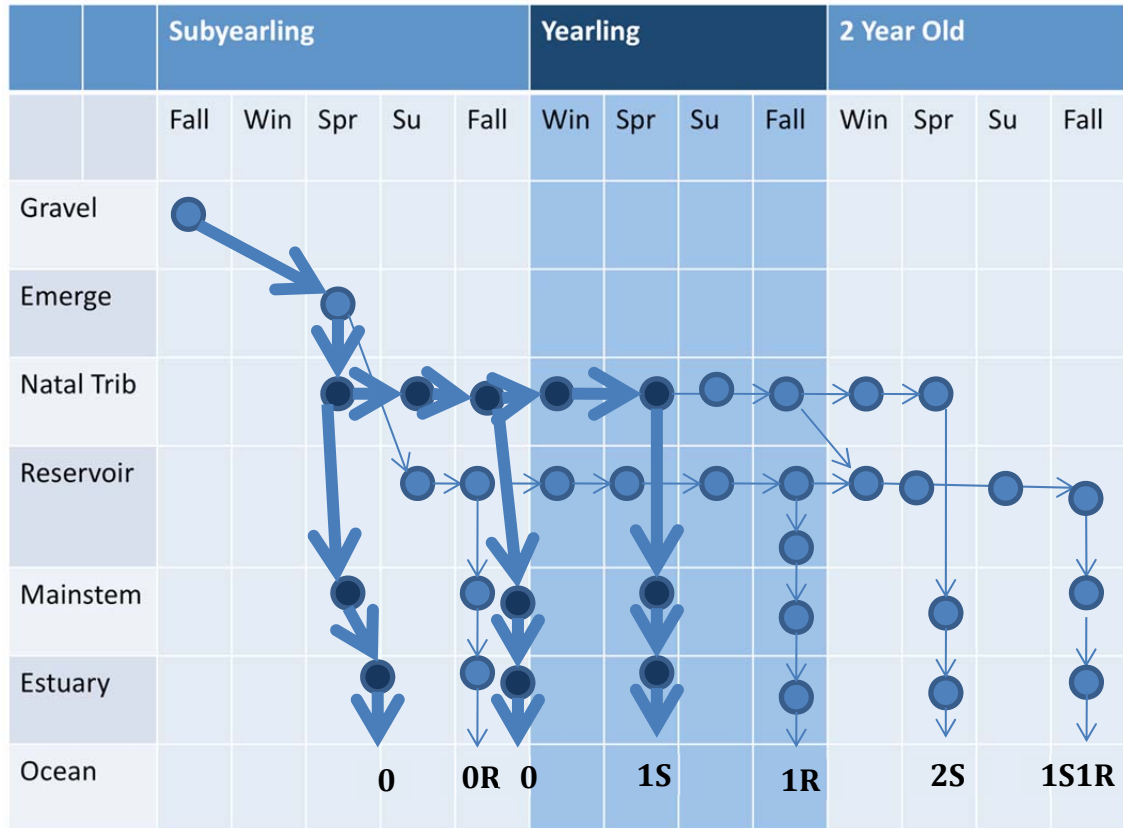 Subyearling Yearling 2 Year Old
Fall Win Spr Su Fall Win Spr Su Fall Win Spr Su Fall
Gravel
Emerge
Natal Trib
Reservoir
Mainstem
Estuary
Ocean 0 0R 0 1S 1R 2S 1S1R